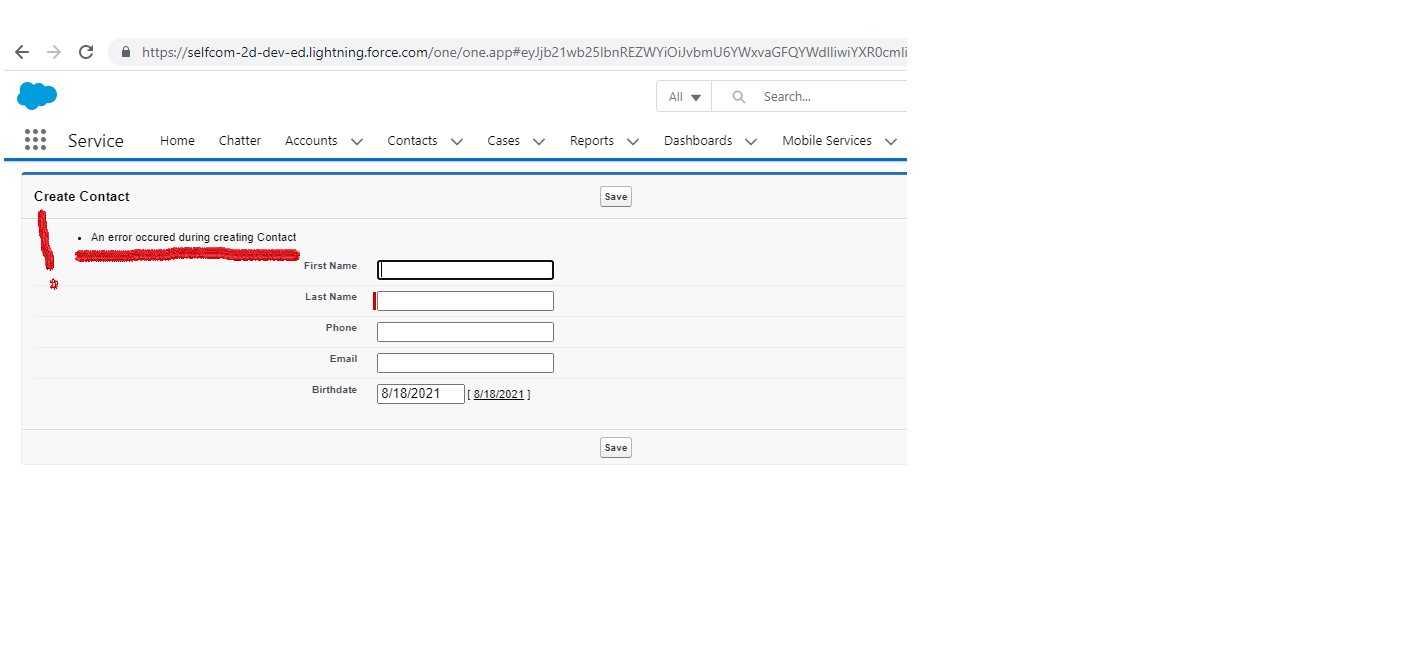 https://selfcom-2d-dev-ed.lightning.force.com/one/one.app#eyJjb21wb25lbnREZWYiOiJvbmU6YWxvaGFQYWdlIiwiYXR0cmli
All Search...
Service Home Chatter Accounts Contacts Cases Reports Dashboards Mobile Services
Create Contact Save
• An error occured during creating Contact
First Name
Last Name
Phone
Email
Birthdate 8/18/2021 [ 8/18/2021 ]
Save